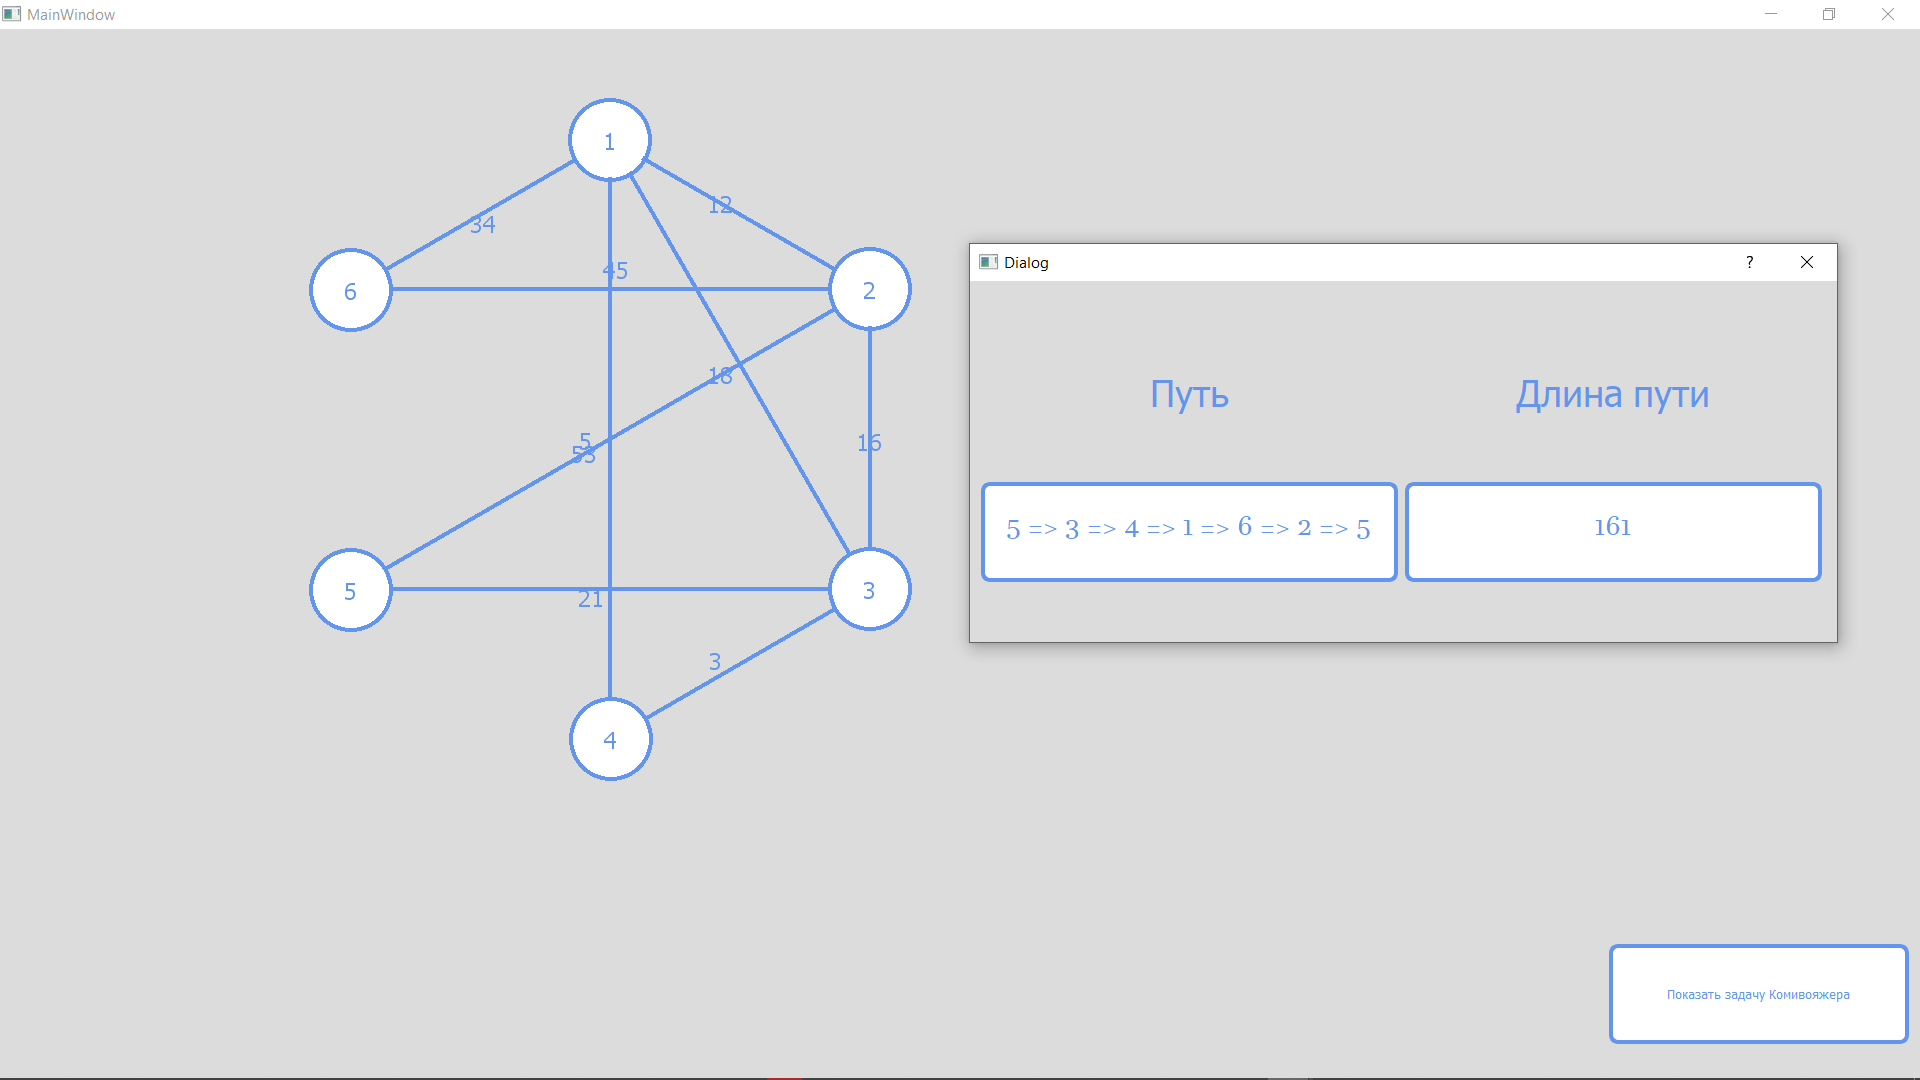 MainWindow
1
12
34
45
6
2
18
5
53
16
5
3
21
3
4
Dialog
?
Путь
Длина пути
5 => 3 => 4 => 1 => 6 => 2 => 5
161
Показать задачу Комивояжера